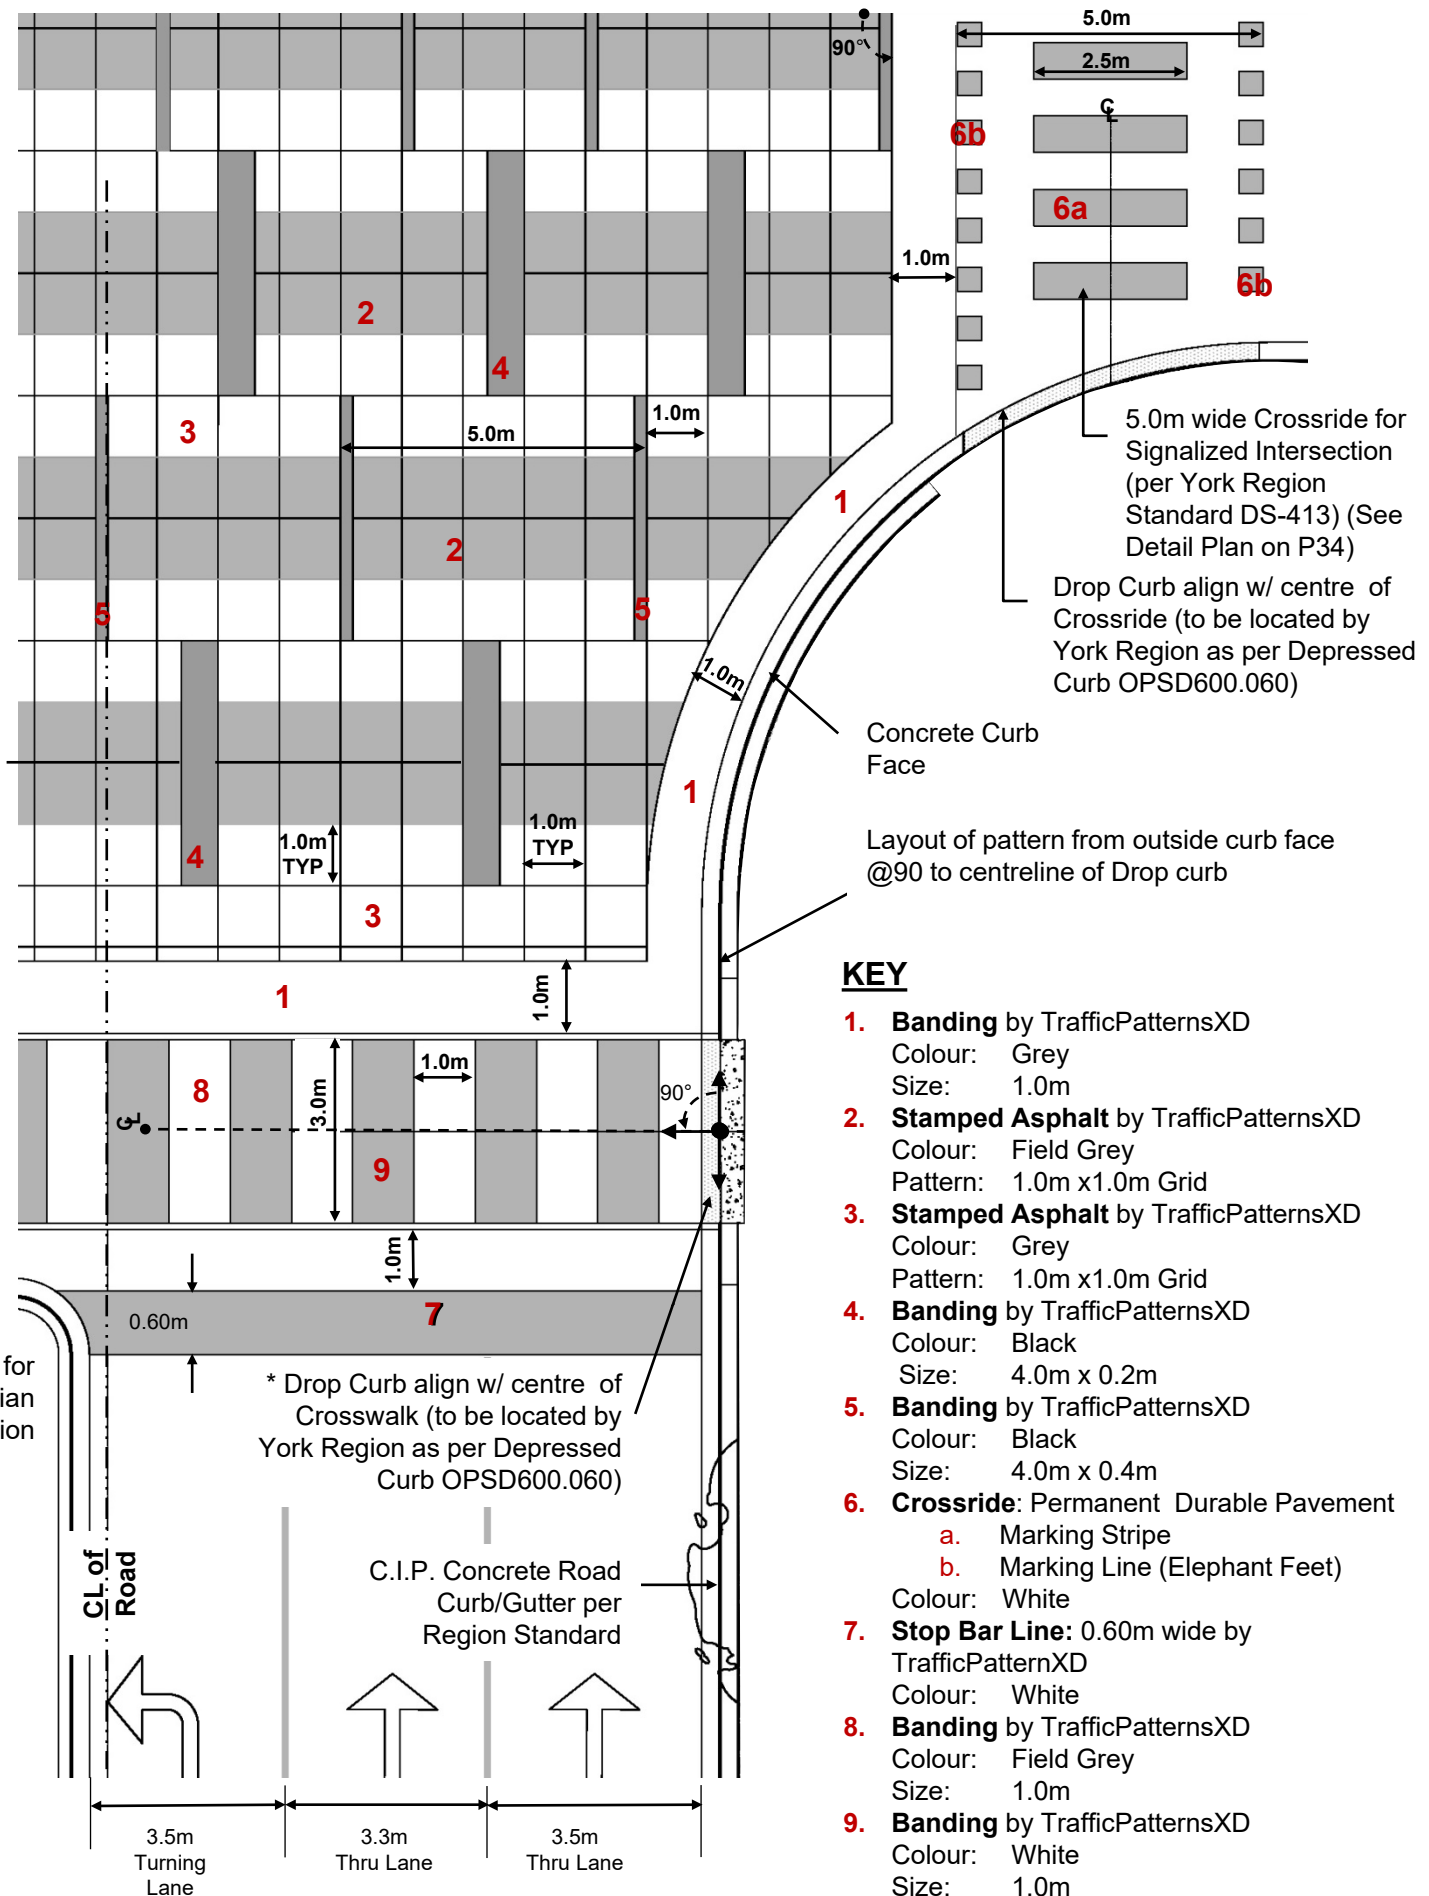 5.0m
90°
2.5m
CL
6b
6a
1.0m
6b
2
4
3
5.0m
1.0m
1
2
5
5
5.0m wide Crossride for
Signalized Intersection
(per York Region
Standard DS-413) (See
Detail Plan on P34)
Drop Curb align w/ centre of
Crossride (to be located by
York Region as per Depressed
Curb OPSD600.060)
1.0m
Concrete Curb
Face
1
4
1.0m
TYP
1.0m
TYP
Layout of pattern from outside curb face
@90 to centreline of Drop curb
3
1
1.0m
8
3.0m
1.0m
90°
CL
9
1.0m
0.60m
7
for
ian
ion
* Drop Curb align w/ centre of
Crosswalk (to be located by
York Region as per Depressed
Curb OPSD600.060)
CL of
Road
C.I.P. Concrete Road
Curb/Gutter per
Region Standard
3.5m
Turning
Lane
3.3m
Thru Lane
3.5m
Thru Lane
KEY
1. Banding by TrafficPatternsXD
Colour: Grey
Size: 1.0m
2. Stamped Asphalt by TrafficPatternsXD
Colour: Field Grey
Pattern: 1.0m x1.0m Grid
3. Stamped Asphalt by TrafficPatternsXD
Colour: Grey
Pattern: 1.0m x1.0m Grid
4. Banding by TrafficPatternsXD
Colour: Black
Size: 4.0m x 0.2m
5. Banding by TrafficPatternsXD
Colour: Black
Size: 4.0m x 0.4m
6. Crossride: Permanent Durable Pavement
a. Marking Stripe
b. Marking Line (Elephant Feet)
Colour: White
7. Stop Bar Line: 0.60m wide by
TrafficPatternXD
Colour: White
8. Banding by TrafficPatternsXD
Colour: Field Grey
Size: 1.0m
9. Banding by TrafficPatternsXD
Colour: White
Size: 1.0m